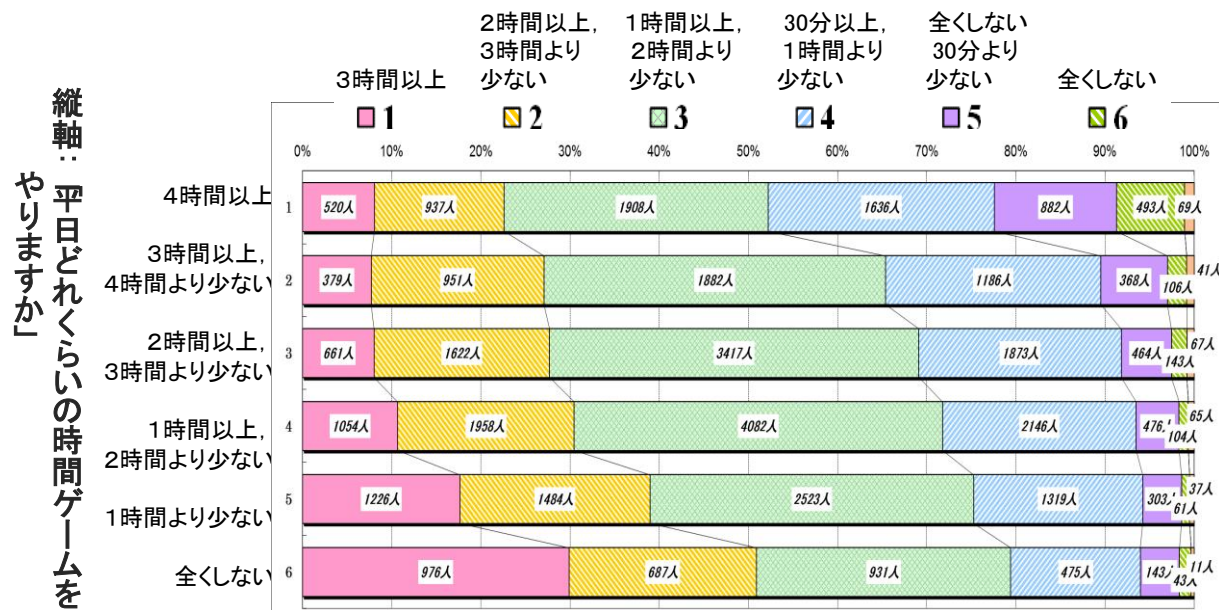 縦軸: 平日どれくらいの時間ゲームを
やりますか」
3時間以上
2時間以上,
3時間より
少ない
1時間以上,
2時間より
少ない
30分以上,
1時間より
少ない
全くしない
30分より
少ない
全くしない
1 2 3 4 5 6
0% 10% 20% 30% 40% 50% 60% 70% 80% 90% 100%
4時間以上
1 520人 937人 1908人 1636人 882人 493人 69人
3時間以上,
4時間より少ない
2 379人 951人 1882人 1186人 368人 106人 41人
2時間以上,
3時間より少ない
3 661人 1622人 3417人 1873人 464人 143人 67人
1時間以上,
2時間より少ない
4 1054人 1958人 4082人 2146人 476人 104人 65人
1時間より少ない
5 1226人 1484人 2523人 1319人 303人 61人 37人
全くしない
6 976人 687人 931人 475人 143人 43人 11人